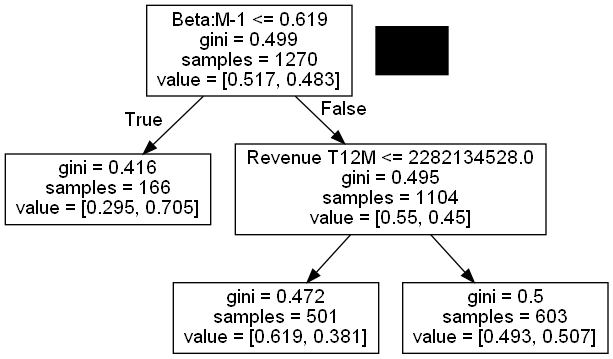 Beta:M-1 <= 0.619
gini = 0.499
samples = 1270
value = [0.517, 0.483]
True
False
gini = 0.416
samples = 166
value = [0.295, 0.705]
Revenue T12M <= 2282134528.0
gini = 0.495
samples = 1104
value = [0.55, 0.45]
gini = 0.472
samples = 501
value = [0.619, 0.381]
gini = 0.5
samples = 603
value = [0.493, 0.507]